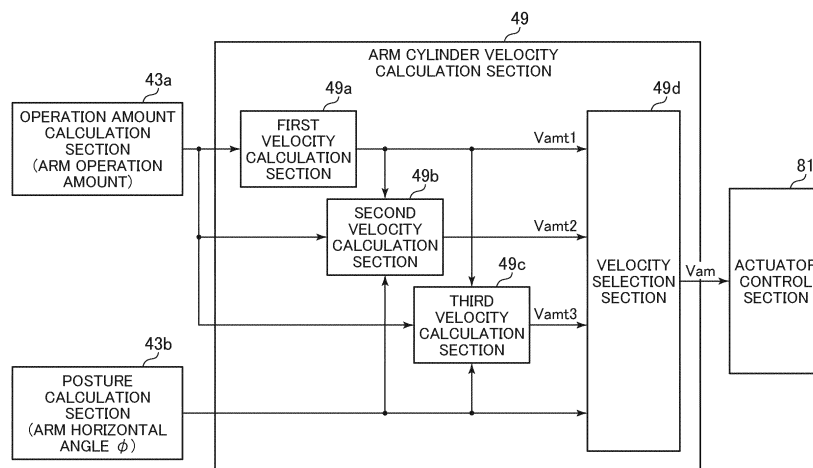 49
ARM CYLINDER VELOCITY
CALCULATION SECTION
43a
OPERATION AMOUNT
CALCULATION
SECTION
(ARM OPERATION
AMOUNT)
49a
FIRST
VELOCITY
CALCULATION
SECTION
Vamt1
49d
VELOCITY
SELECTION
SECTION
49b
SECOND
VELOCITY
CALCULATION
SECTION
Vamt2
49c
THIRD
VELOCITY
CALCULATION
SECTION
Vamt3
Vam
81
ACTUATOR
CONTROL
SECTION
43b
POSTURE
CALCULATION
SECTION
(ARM HORIZONTAL
ANGLE φ)